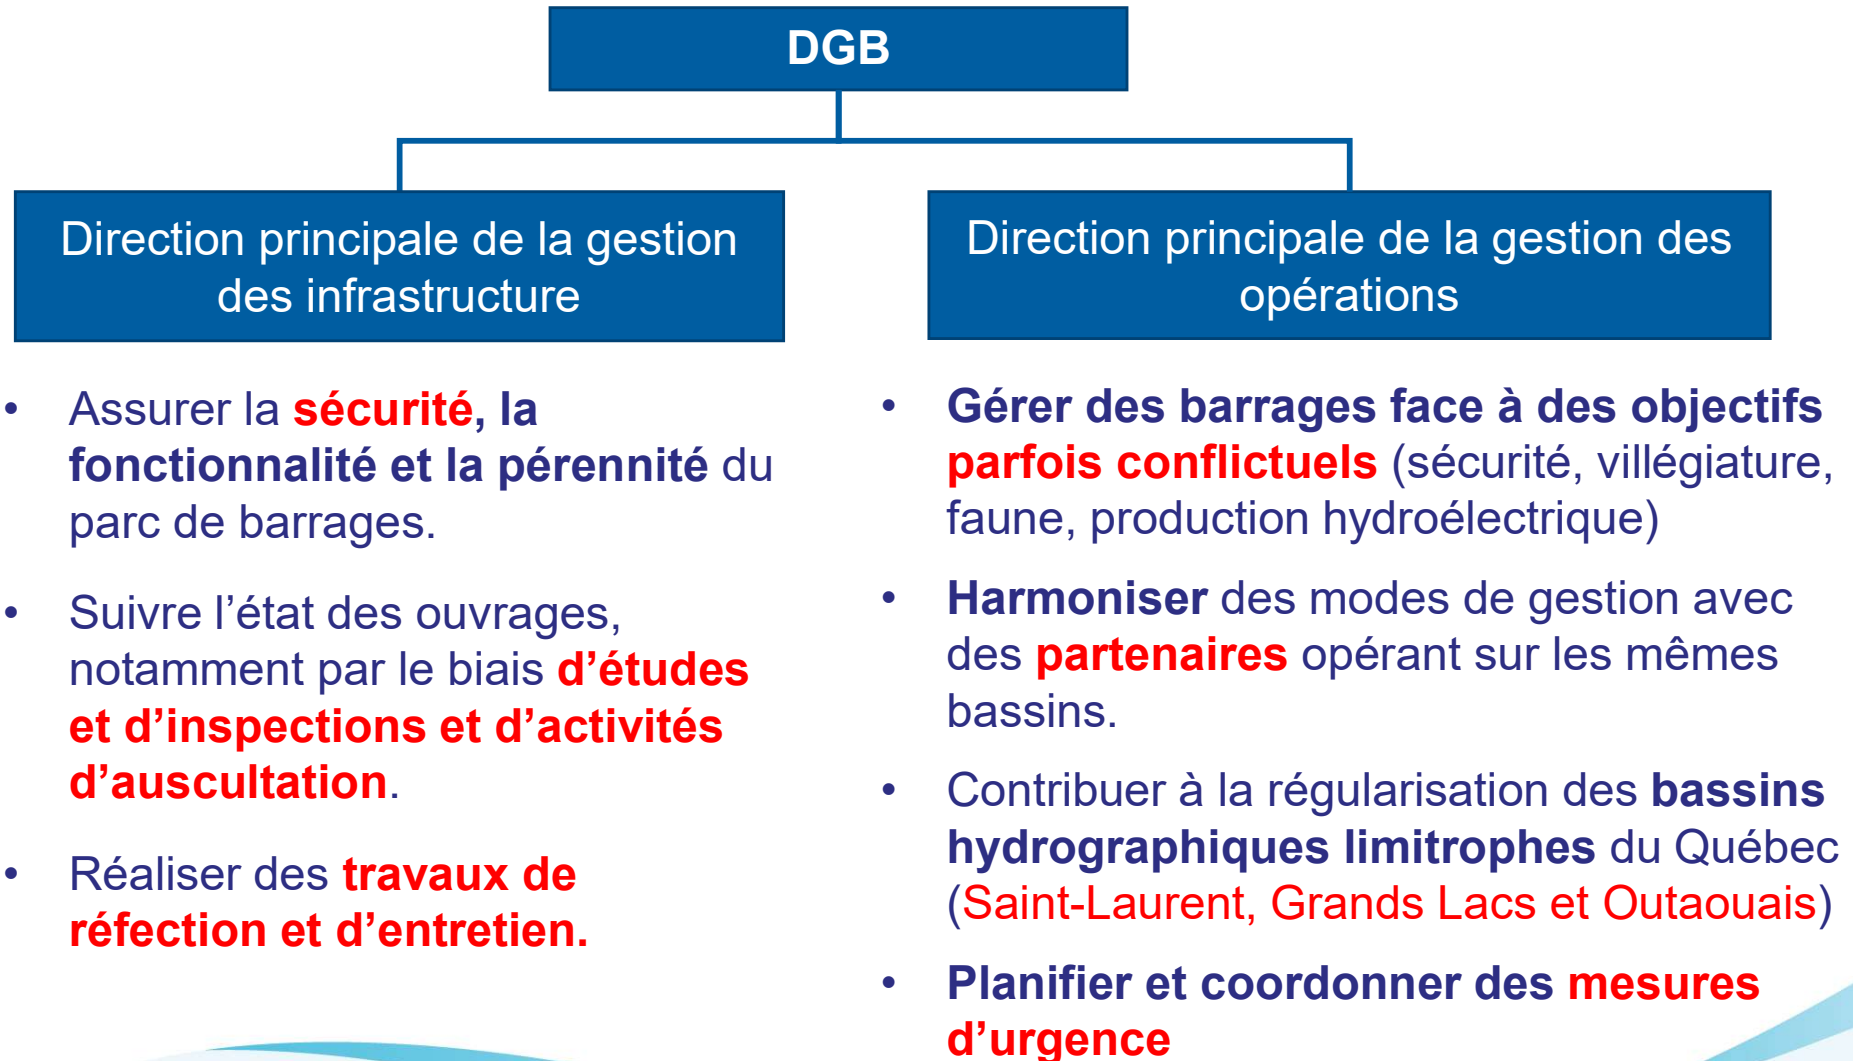 DGB
Direction principale de la gestion
des infrastructure
• Assurer la sécurité, la
fonctionnalité et la pérennité du
parc de barrages.
• Suivre l’état des ouvrages,
notamment par le biais d’études
et d’inspections et d’activités
d’auscultation.
• Réaliser des travaux de
réfection et d’entretien.
Direction principale de la gestion des
opérations
• Gérer des barrages face à des objectifs
parfois conflictuels (sécurité, villégiature,
faune, production hydroélectrique)
• Harmoniser des modes de gestion avec
des partenaires opérant sur les mêmes
bassins.
• Contribuer à la régularisation des bassins
hydrographiques limitrophes du Québec
(Saint-Laurent, Grands Lacs et Outaouais)
• Planifier et coordonner des mesures
d’urgence